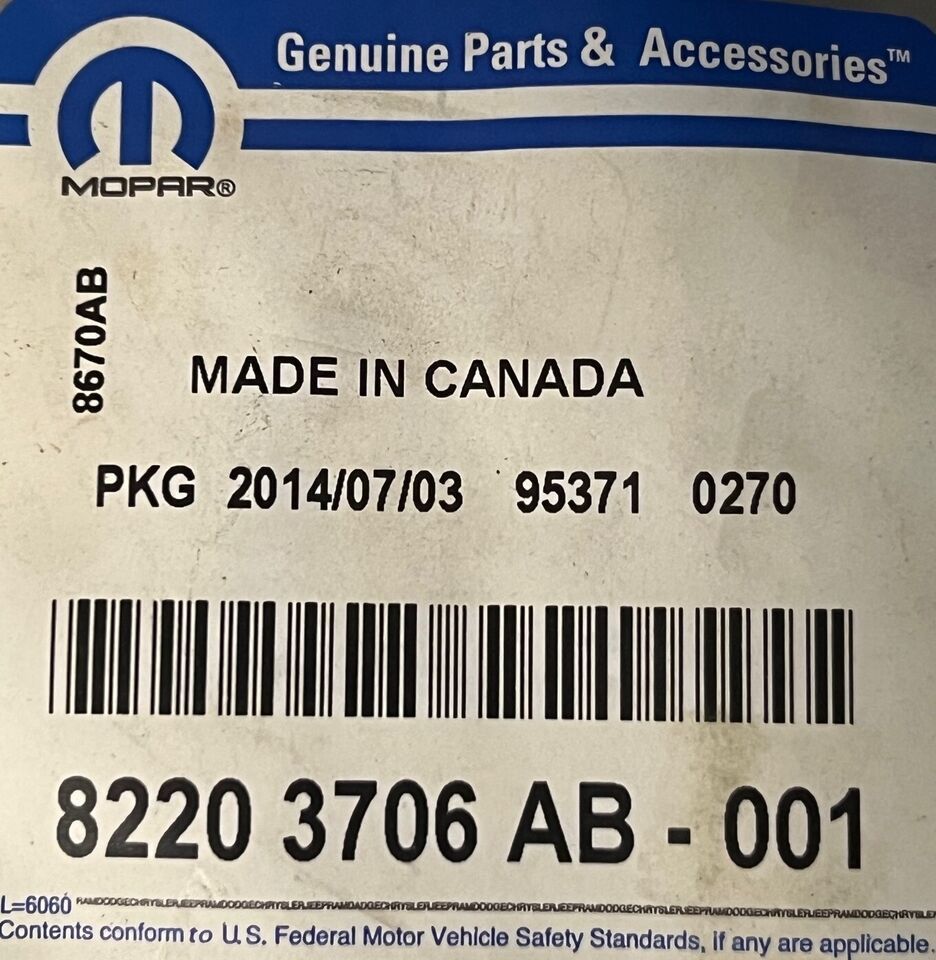 Genuine Parts & Accessories™
MOPAR®
8670AB
MADE IN CANADA
PKG 2014/07/03 95371 0270
8220 3706 AB - 001
L=6060
Contents conform to U.S. Federal Motor Vehicle Safety Standards, if any are applicable.